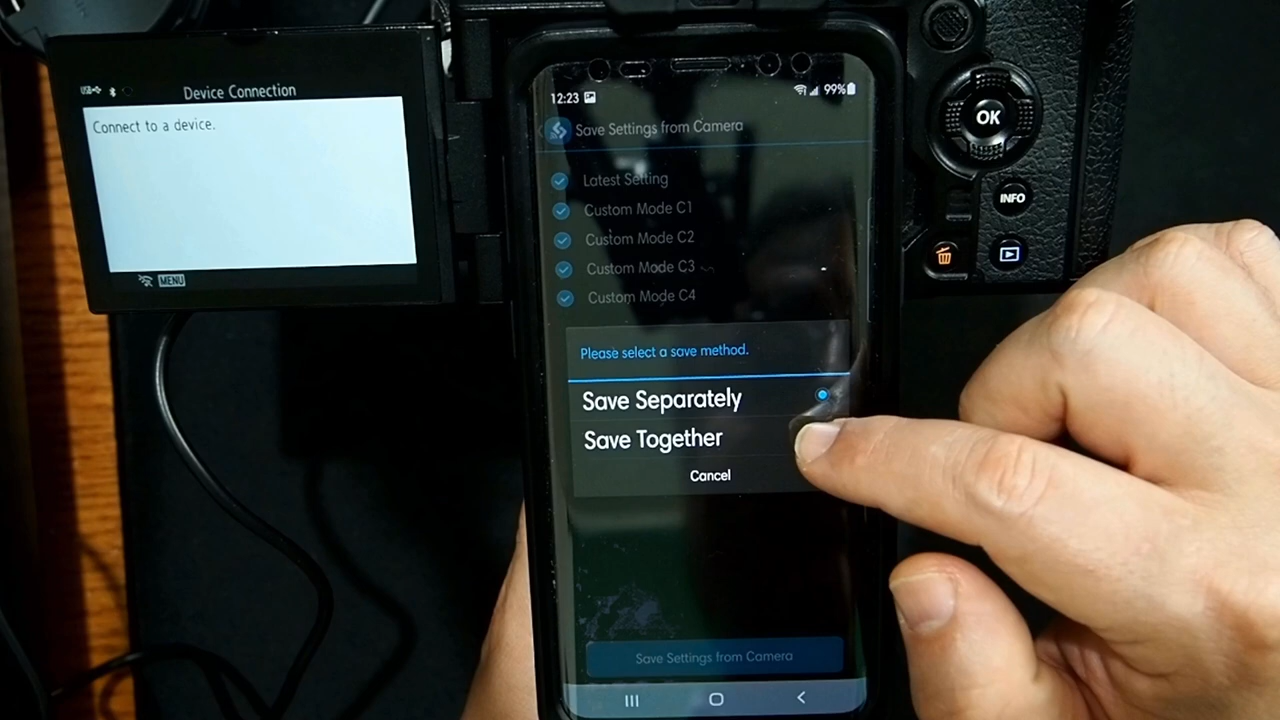 Device Connection
Connect to a device.
MENU
12:23
99%
Save Settings from Camera
Latest Setting
Custom Mode C1
Custom Mode C2
Custom Mode C3
Custom Mode C4
Please select a save method.
Save Separately
Save Together
Cancel
Save Settings from Camera
OK
INFO